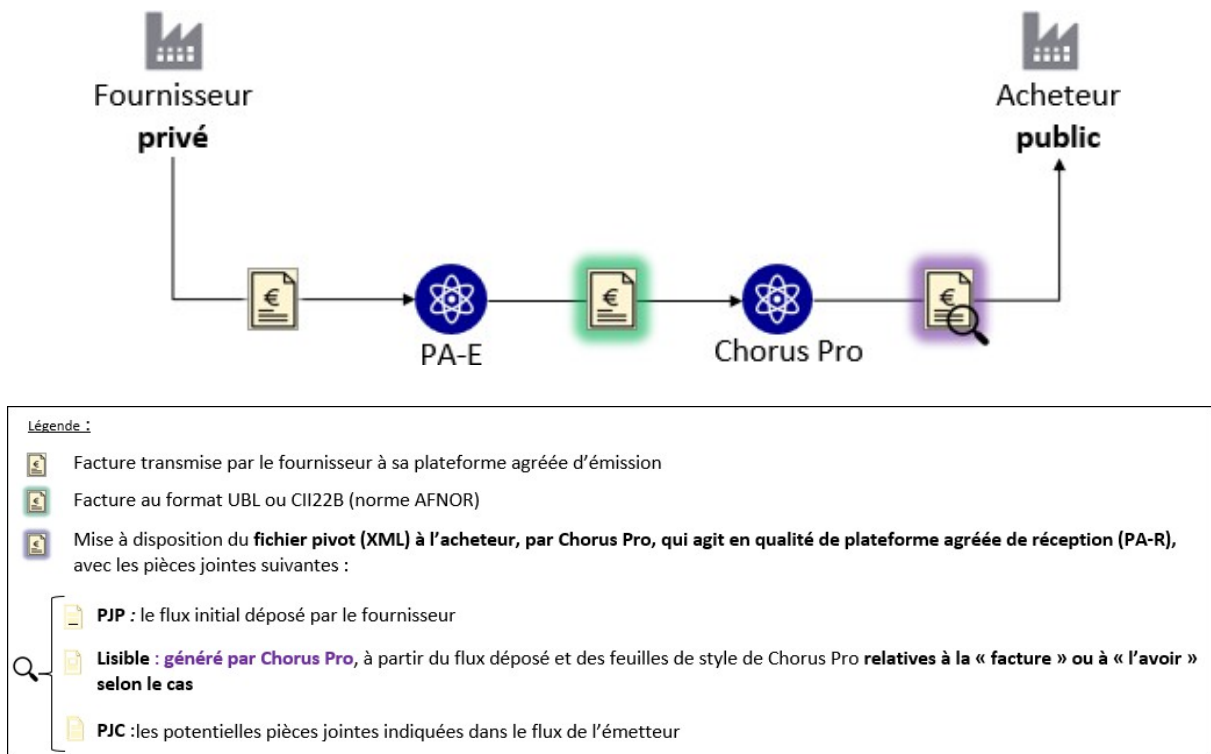 Fournisseur
privé
Acheteur
public
€
€
€
PA-E
Chorus Pro
Légende :
€
Facture transmise par le fournisseur à sa plateforme agréée d’émission
€
Facture au format UBL ou CII22B (norme AFNOR)
€
Mise à disposition du fichier pivot (XML) à l’acheteur, par Chorus Pro, qui agit en qualité de plateforme agréée de réception (PA-R),
avec les pièces jointes suivantes :
PJP : le flux initial déposé par le fournisseur
Lisible : généré par Chorus Pro, à partir du flux déposé et des feuilles de style de Chorus Pro relatives à la « facture » ou à « l’avoir »
selon le cas
PJC :les potentielles pièces jointes indiquées dans le flux de l’émetteur